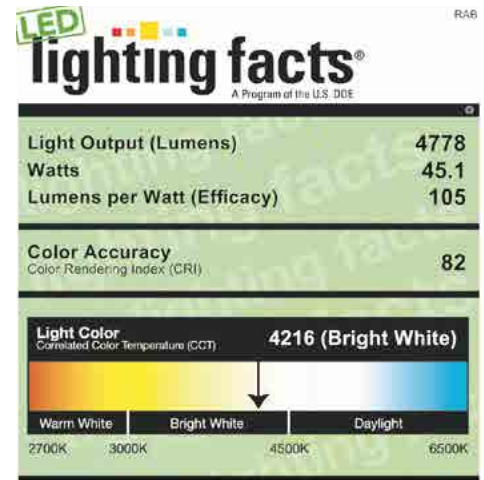 RAB
LED
lighting facts®
A Program of the U.S. DOE
Light Output (Lumens) 4778
Watts 45.1
Lumens per Watt (Efficacy) 105
Color Accuracy
Color Rendering Index (CRI) 82
Light Color
Correlated Color Temperature (CCT) 4216 (Bright White)
Warm White Bright White Daylight
2700K 3000K 4500K 6500K